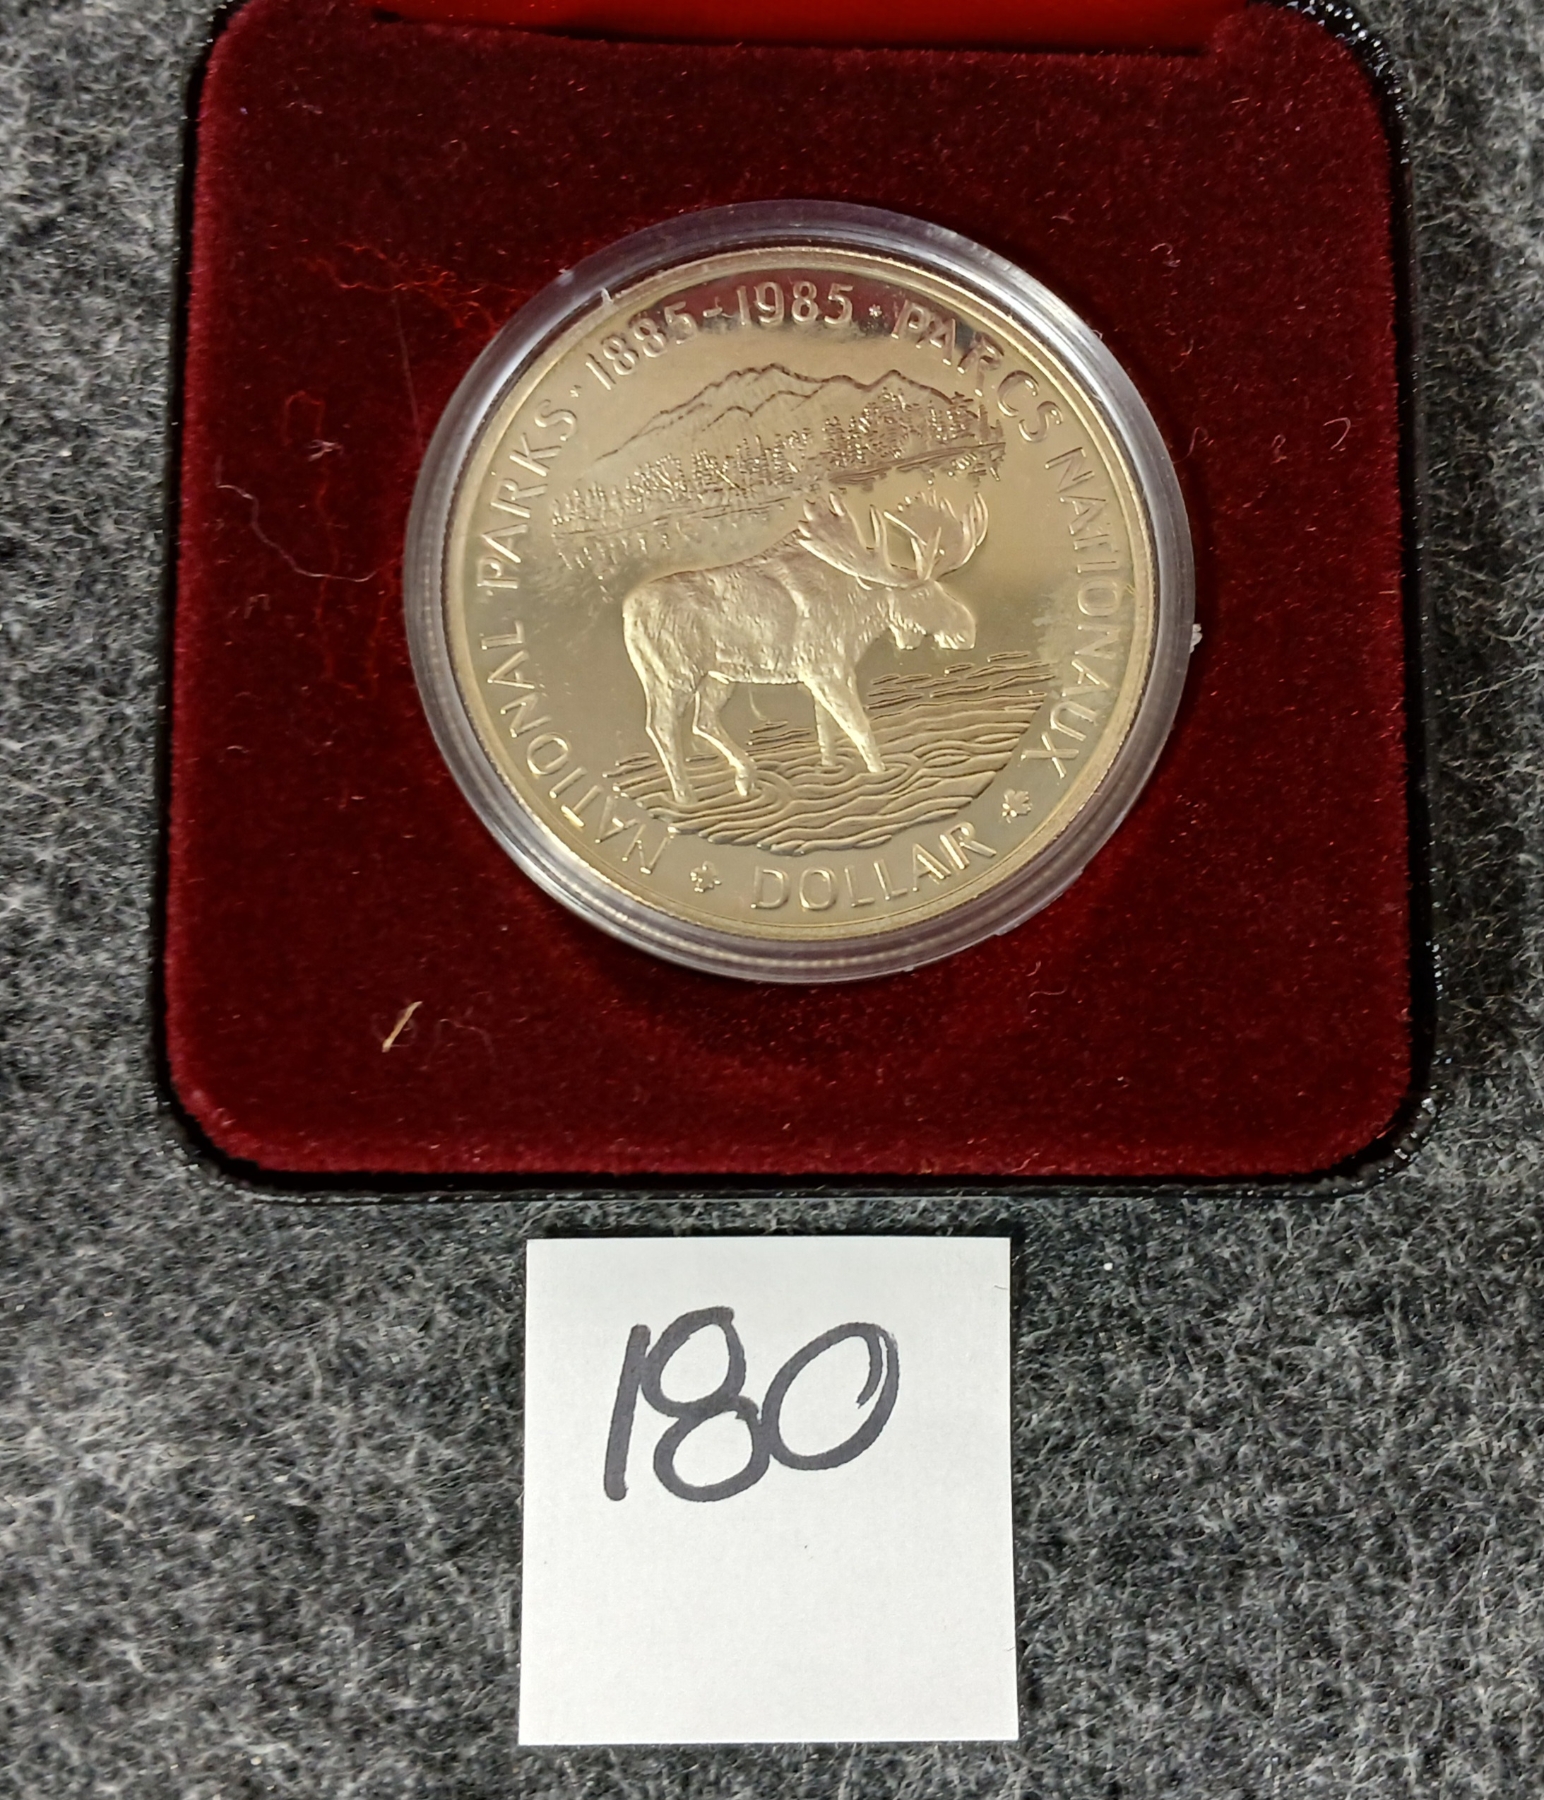 NATIONAL PARKS · 1885-1985 · PARCS NATIONAUX
DOLLAR
180